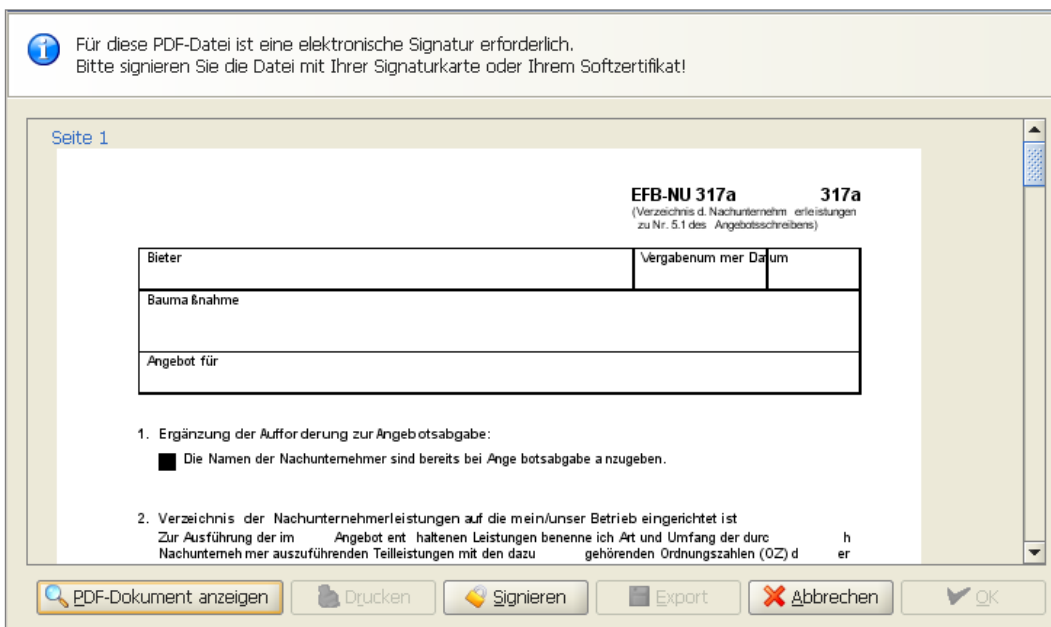 Für diese PDF-Datei ist eine elektronische Signatur erforderlich.
Bitte signieren Sie die Datei mit Ihrer Signaturkarte oder Ihrem Softzertifikat!
Seite 1
EFB-NU 317a 317a
(Verzeichnis d. Nachunternehm erleistungen
zu Nr. 5.1 des Angebotsschreibens)
Bieter Vergabenum mer Datum
Bauma ßnahme
Angebot für
1. Ergänzung der Aufforderung zur Angebotsabgabe:
Die Namen der Nachunternehmer sind bereits bei Ange botsabgabe a nzugeben.
2. Verzeichnis der Nachunternehmerleistungen auf die mein/unser Betrieb eingerichtet ist
Zur Ausführung der im Angebot ent haltenen Leistungen benenne ich Art und Umfang der durc h
Nachunterneh mer auszuführenden Teilleistungen mit den dazu gehörenden Ordnungszahlen (OZ) d er
PDF-Dokument anzeigen Drucken Signieren Export Abbrechen OK